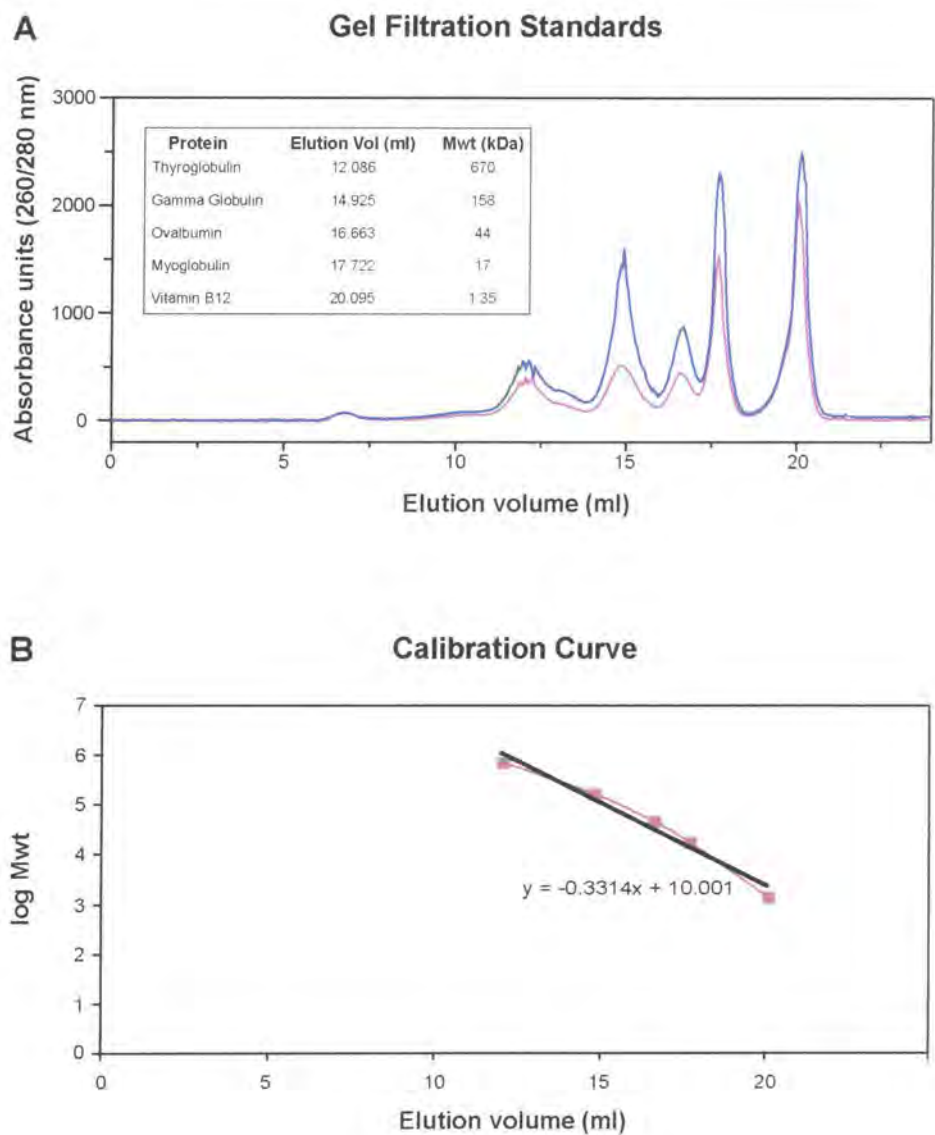 A
Gel Filtration Standards
Absorbance units (260/280 nm)
3000
2000
1000
0
Protein Elution Vol (ml) Mwt (kDa)
Thyroglobulin 12.086 670
Gamma Globulin 14.925 158
Ovalbumin 16.663 44
Myoglobulin 17.722 17
Vitamin B12 20.095 1.35
0 5 10 15 20
Elution volume (ml)
B
Calibration Curve
log Mwt
7
6
5
4
3
2
1
0
y = -0.3314x + 10.001
0 5 10 15 20
Elution volume (ml)